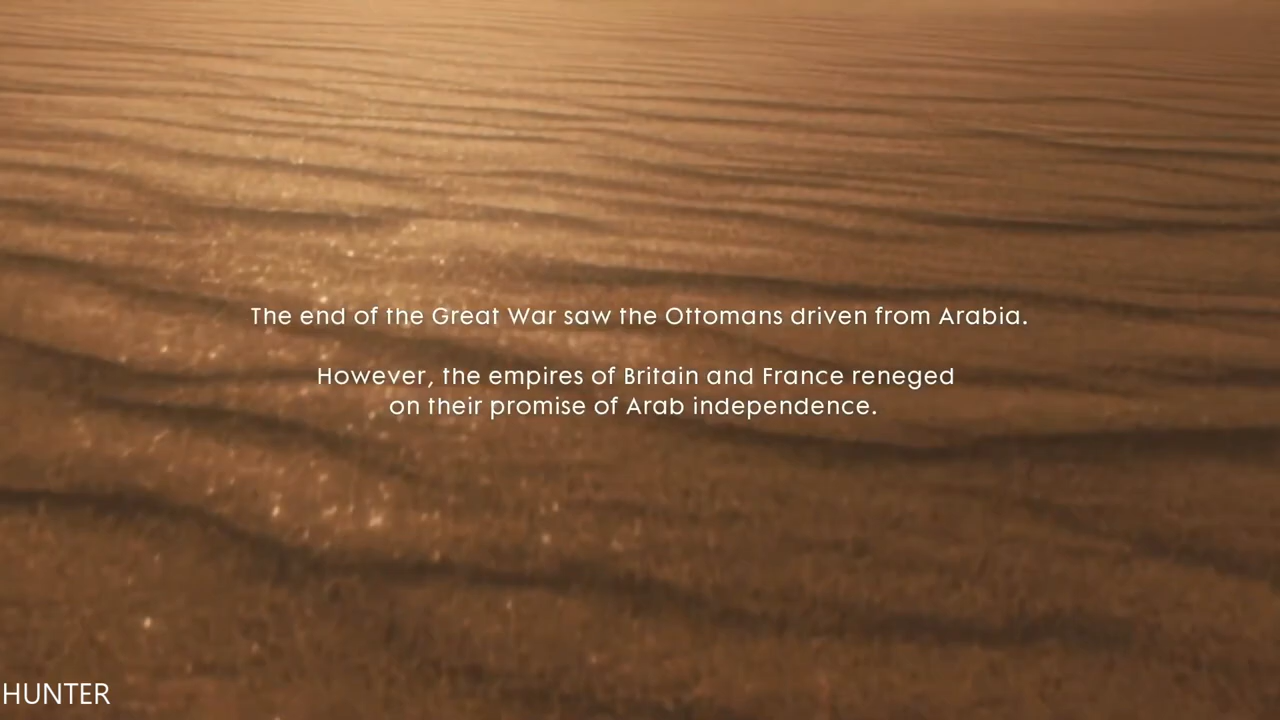 The end of the Great War saw the Ottomans driven from Arabia.
However, the empires of Britain and France reneged
on their promise of Arab independence.
HUNTER